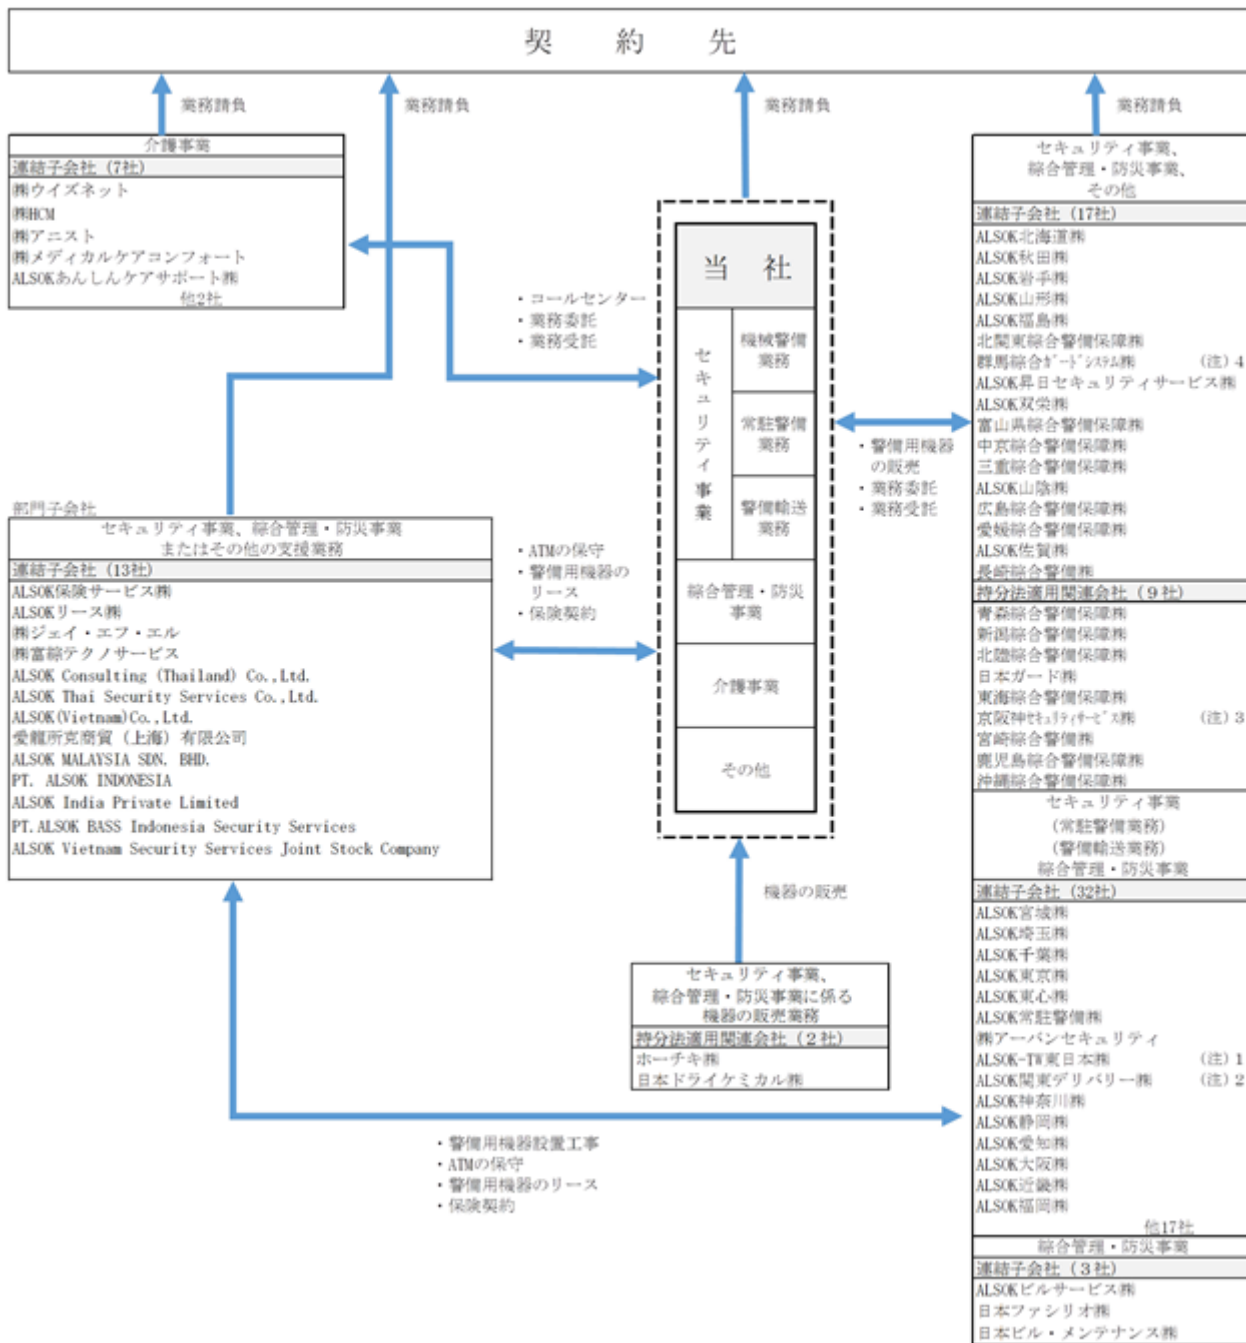 契 約 先
業務請負
業務請負
業務請負
業務請負
介護事業
連結子会社 (7社)
㈱ウイズネット
㈱HCM
㈱アニスト
㈱メディカルケアコンフォート
ALSOKあんしんケアサポート㈱
他2社
・コールセンター
・業務委託
・業務受託
部門子会社
セキュリティ事業、綜合管理・防災事業
またはその他の支援業務
連結子会社 (13社)
ALSOK保険サービス㈱
ALSOKリース㈱
㈱ジェイ・エフ・エル
㈱富綜テクノサービス
ALSOK Consulting (Thailand) Co.,Ltd.
ALSOK Thai Security Services Co.,Ltd.
ALSOK(Vietnam)Co.,Ltd.
愛龍所克商貿（上海）有限公司
ALSOK MALAYSIA SDN. BHD.
PT. ALSOK INDONESIA
ALSOK India Private Limited
PT.ALSOK BASS Indonesia Security Services
ALSOK Vietnam Security Services Joint Stock Company
・ATMの保守
・警備用機器の
リース
・保険契約
当 社
セキュリティ事業
機械警備
業務
常駐警備
業務
警備輸送
業務
綜合管理・防災
事業
介護事業
その他
・警備用機器
の販売
・業務委託
・業務受託
機器の販売
セキュリティ事業、
綜合管理・防災事業に係る
機器の販売業務
持分法適用関連会社 (２社)
ホーチキ㈱
日本ドライケミカル㈱
・警備用機器設置工事
・ATMの保守
・警備用機器のリース
・保険契約
セキュリティ事業、
綜合管理・防災事業、
その他
連結子会社 (17社)
ALSOK北海道㈱
ALSOK秋田㈱
ALSOK岩手㈱
ALSOK山形㈱
ALSOK福島㈱
北関東綜合警備保障㈱
群馬綜合ｶﾞｰﾄﾞｼｽﾃﾑ㈱ (注) 4
ALSOK昇日セキュリティサービス㈱
ALSOK双栄㈱
富山県綜合警備保障㈱
中京綜合警備保障㈱
三重綜合警備保障㈱
ALSOK山陰㈱
広島綜合警備保障㈱
愛媛綜合警備保障㈱
ALSOK佐賀㈱
長崎綜合警備㈱
持分法適用関連会社 (９社)
青森綜合警備保障㈱
新潟綜合警備保障㈱
北陸綜合警備保障㈱
日本ガード㈱
東海綜合警備保障㈱
京阪神ｾｷｭﾘﾃｨｻｰﾋﾞｽ㈱ (注) 3
宮崎綜合警備㈱
鹿児島綜合警備保障㈱
沖縄綜合警備保障㈱
セキュリティ事業
(常駐警備業務)
(警備輸送業務)
綜合管理・防災事業
連結子会社 (32社)
ALSOK宮城㈱
ALSOK埼玉㈱
ALSOK千葉㈱
ALSOK東京㈱
ALSOK東心㈱
ALSOK常駐警備㈱
㈱アーバンセキュリティ
ALSOK-TW東日本㈱ (注) 1
ALSOK関東デリバリー㈱ (注) 2
ALSOK神奈川㈱
ALSOK静岡㈱
ALSOK愛知㈱
ALSOK大阪㈱
ALSOK近畿㈱
ALSOK福岡㈱
他17社
綜合管理・防災事業
連結子会社 (３社)
ALSOKビルサービス㈱
日本ファシリオ㈱
日本ビル・メンテナンス㈱